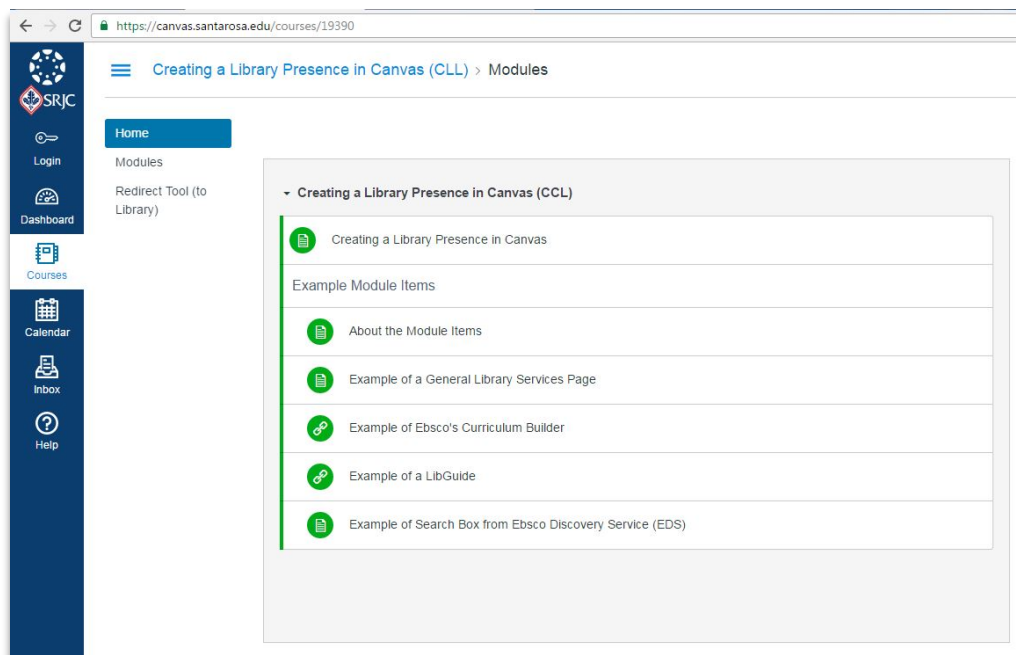 https://canvas.santarosa.edu/courses/19390
SRJC
Login
Dashboard
Courses
Calendar
Inbox
Help
Creating a Library Presence in Canvas (CLL) > Modules
Home
Modules
Redirect Tool (to
Library)
Creating a Library Presence in Canvas (CCL)
Creating a Library Presence in Canvas
Example Module Items
About the Module Items
Example of a General Library Services Page
Example of Ebsco's Curriculum Builder
Example of a LibGuide
Example of Search Box from Ebsco Discovery Service (EDS)